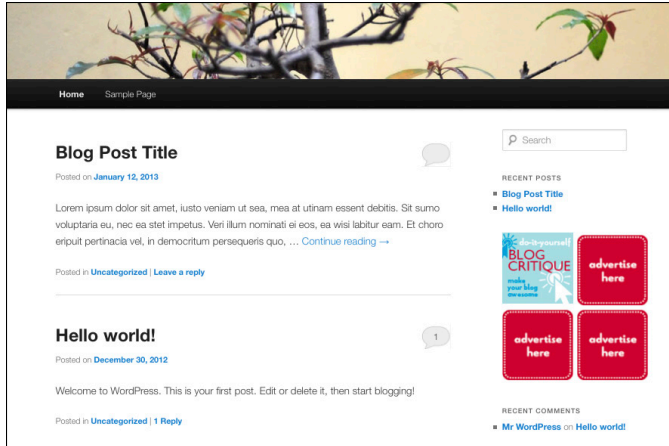 Home Sample Page
Blog Post Title
Posted on January 12, 2013
Lorem ipsum dolor sit amet, iusto veniam ut sea, mea at utinam essent debitis. Sit sumo
voluptaria eu, nec ea stet impetus. Veri illum nominati ei eos, ea wisi labitur eam. Et choro
eripuit pertinacia vel, in democritum persequeris quo, … Continue reading →
Posted in Uncategorized | Leave a reply
Hello world!
1
Posted on December 30, 2012
Welcome to WordPress. This is your first post. Edit or delete it, then start blogging!
Posted in Uncategorized | 1 Reply
Search
RECENT POSTS
Blog Post Title
Hello world!
do-it-yourself
BLOG
CRITIQUE
make
your blog
awesome
advertise
here
advertise
here
advertise
here
RECENT COMMENTS
Mr WordPress on Hello world!